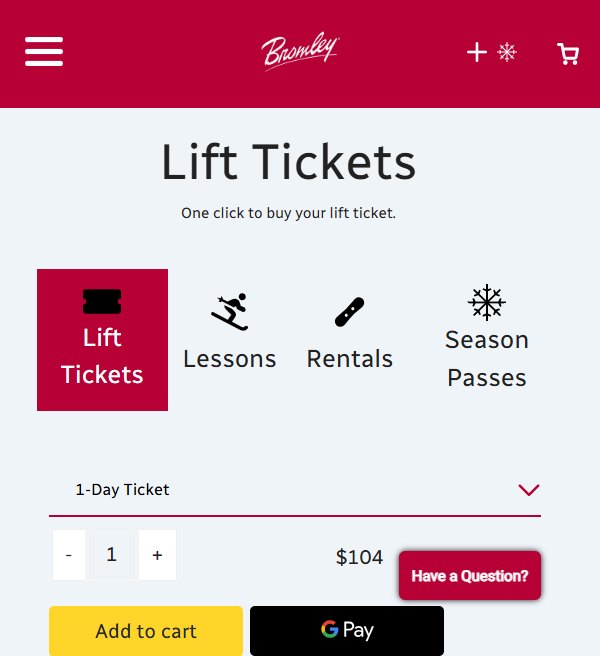 Bromley
Lift Tickets
One click to buy your lift ticket.
Lift
Tickets
Lessons
Rentals
Season
Passes
1-Day Ticket
- 1 +
$104
Have a Question?
Add to cart
G Pay